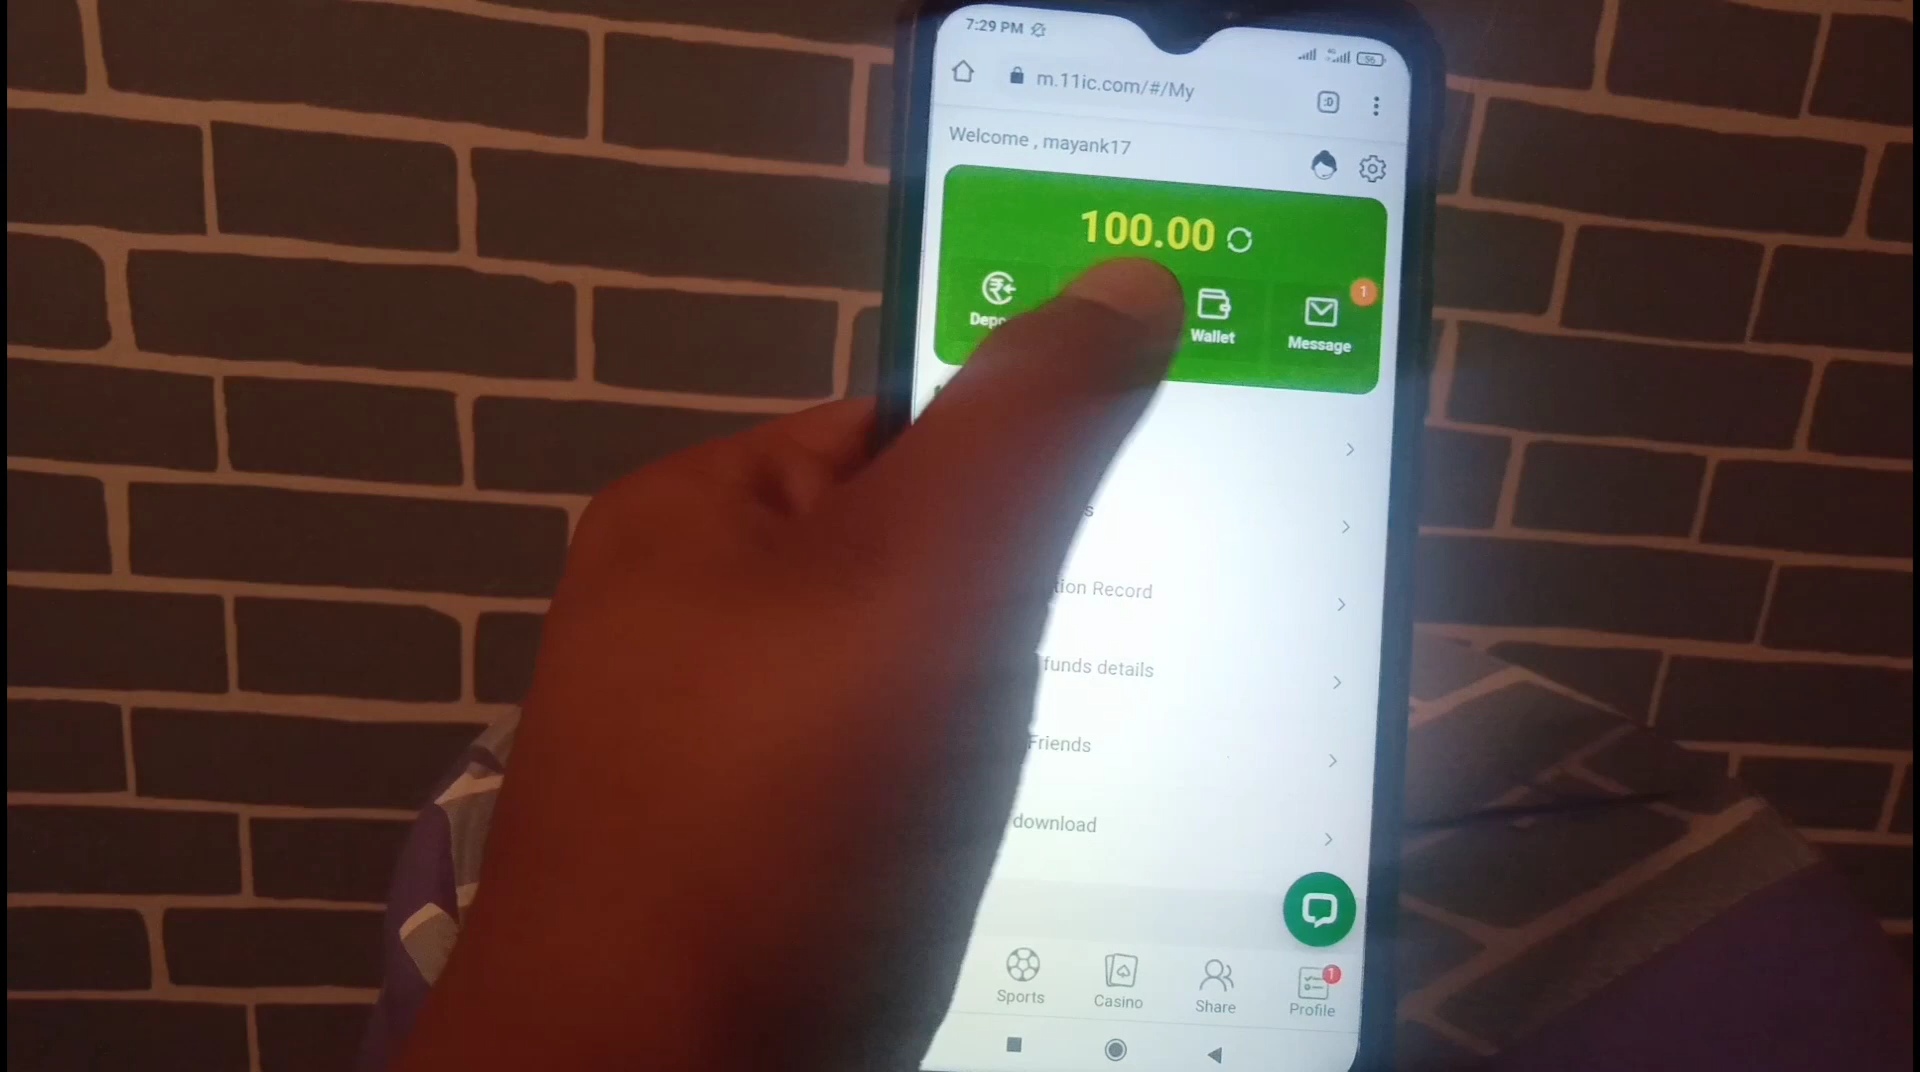 7:29 PM
56
m.11ic.com/#/My
:D
Welcome , mayank17
100.00
1
Wallet
Message
Record
funds details
Friends
download
1
Sports
Casino
Share
Profile